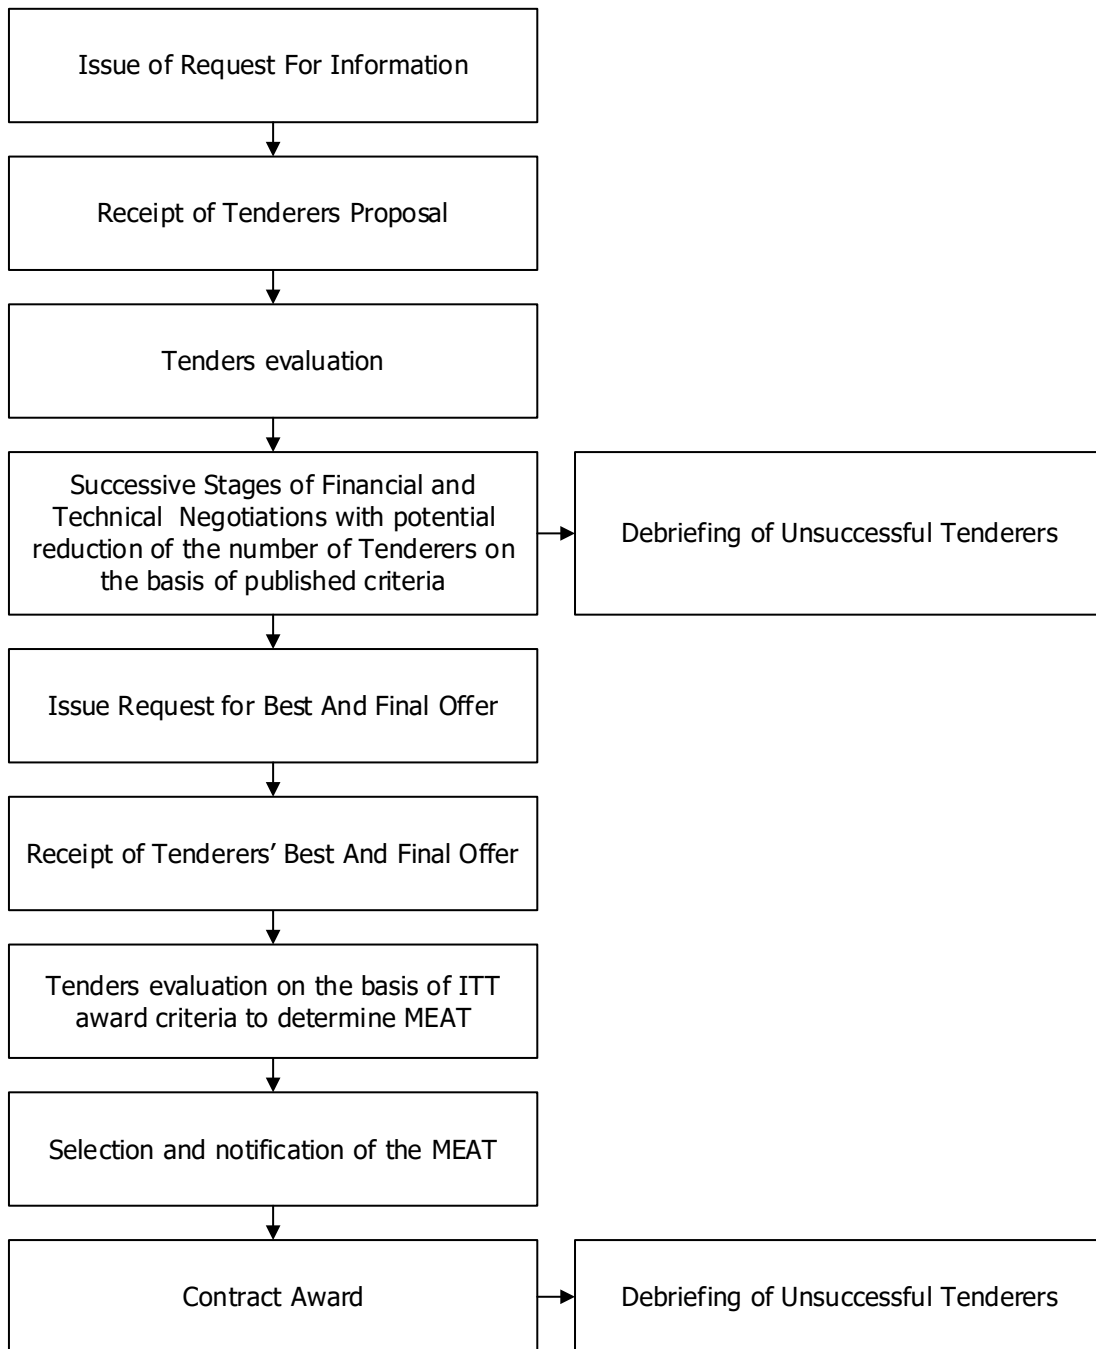 Issue of Request For Information
Receipt of Tenderers Proposal
Tenders evaluation
Successive Stages of Financial and
Technical Negotiations with potential
reduction of the number of Tenderers on
the basis of published criteria
Debriefing of Unsuccessful Tenderers
Issue Request for Best And Final Offer
Receipt of Tenderers’ Best And Final Offer
Tenders evaluation on the basis of ITT
award criteria to determine MEAT
Selection and notification of the MEAT
Contract Award
Debriefing of Unsuccessful Tenderers